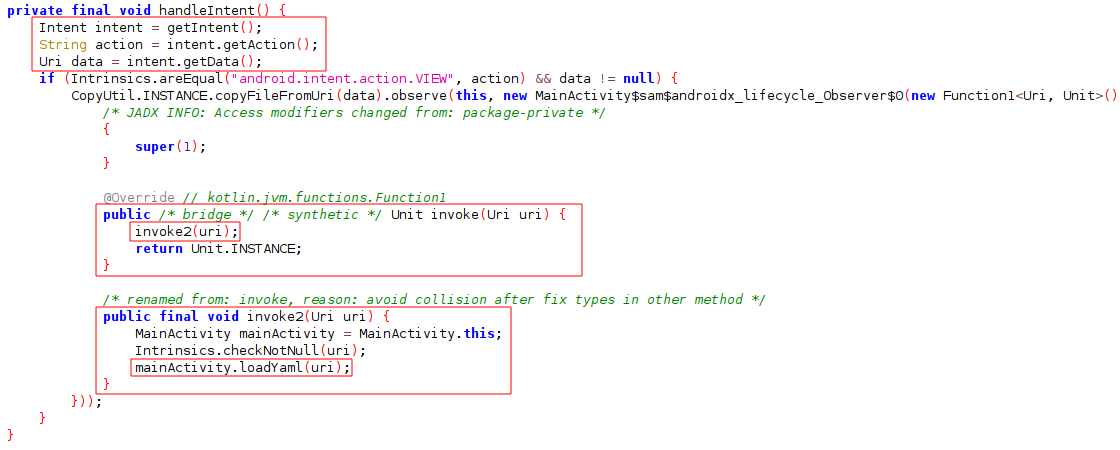 private final void handleIntent() {
Intent intent = getIntent();
String action = intent.getAction();
Uri data = intent.getData();
if (Intrinsics.areEqual("android.intent.action.VIEW", action) && data != null) {
CopyUtil.INSTANCE.copyFileFromUri(data).observe(this, new MainActivity$sam$androidx_lifecycle_Observer$0(new Function1<Uri, Unit>()
/* JADX INFO: Access modifiers changed from: package-private */
{
super(1);
}
@Override // kotlin.jvm.functions.Function1
public /* bridge */ /* synthetic */ Unit invoke(Uri uri) {
invoke2(uri);
return Unit.INSTANCE;
}
/* renamed from: invoke, reason: avoid collision after fix types in other method */
public final void invoke2(Uri uri) {
MainActivity mainActivity = MainActivity.this;
Intrinsics.checkNotNull(uri);
mainActivity.loadYaml(uri);
}
}));
}
}